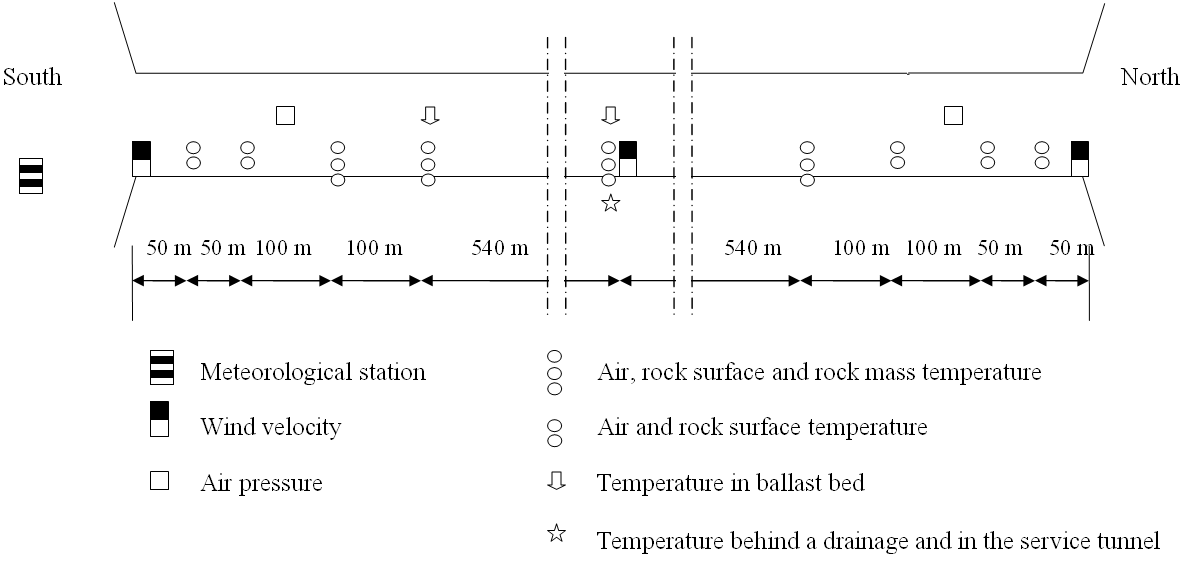 South North
50 m 50 m 100 m 100 m 540 m 540 m 100 m 100 m 50 m 50 m
Meteorological station
Air, rock surface and rock mass temperature
Wind velocity
Air and rock surface temperature
Air pressure
Temperature in ballast bed
Temperature behind a drainage and in the service tunnel